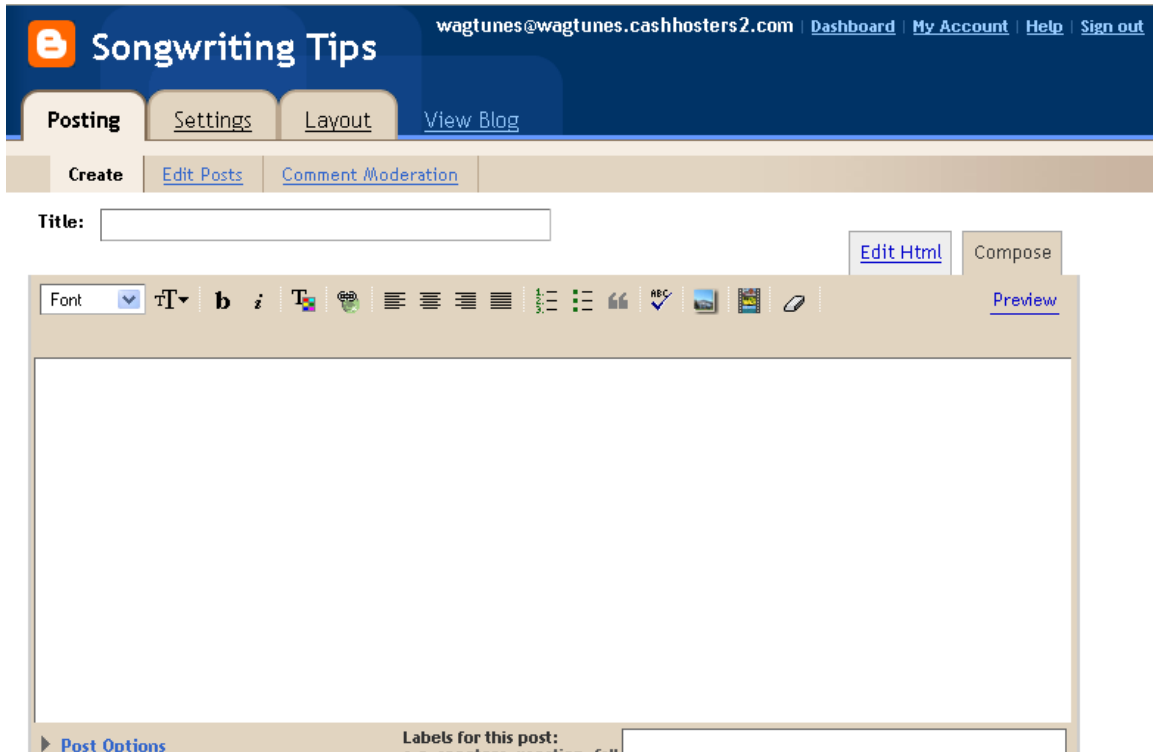 wagtunes@wagtunes.cashhosters2.com | Dashboard | My Account | Help | Sign out
Songwriting Tips
Posting Settings Layout View Blog
Create Edit Posts Comment Moderation
Title:
Edit Html Compose
Font b i ABC Preview
Labels for this post:
Post Options